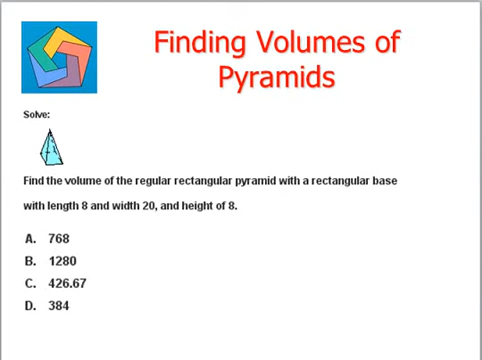 Finding Volumes of
Pyramids
Solve:
Find the volume of the regular rectangular pyramid with a rectangular base
with length 8 and width 20, and height of 8.
A. 768
B. 1280
C. 426.67
D. 384